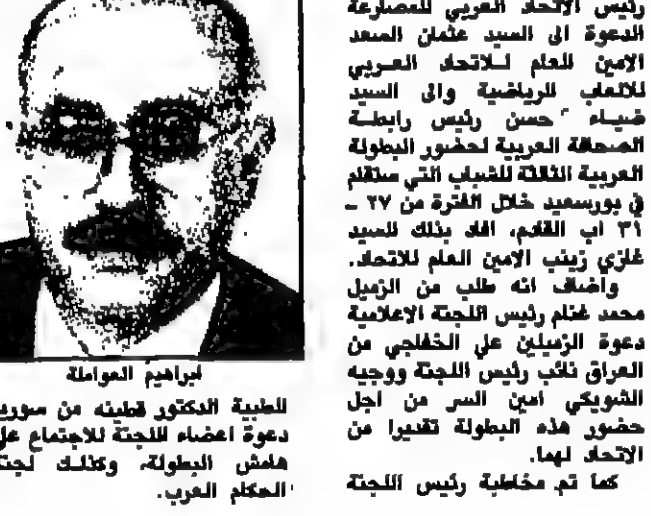 رئيس الاتحاد العربي للمصارعة
الدعوة الى السيد عثمان السعد
الامين العام للاتحاد العربي
للالعاب الرياضية والى السيد
ضياء حسن رئيس رابطة
الصحافة العربية لحضور البطولة
العربية الثالثة للشباب التي ستقام
في بورسعيد خلال الفترة من ٢٧ -
٣١ اب القادم، افاد بذلك السيد
غازي زينب الامين العام للاتحاد.
واضاف انه طلب من الزميل
محمد غنام رئيس اللجنة الاعلامية
دعوة الزميلين علي الخفاجي من
العراق نائب رئيس اللجنة ووجيه
الشويكي امين السر من اجل
حضور هذه البطولة تقديرا من
الاتحاد لهما.
كما تم مخاطبة رئيس اللجنة
ابراهيم العواملة
الطبية الدكتور قطينه من سوريا
دعوة اعضاء اللجنة للاجتماع على
هامش البطولة، وكذلك لجنة
الحكام العرب.